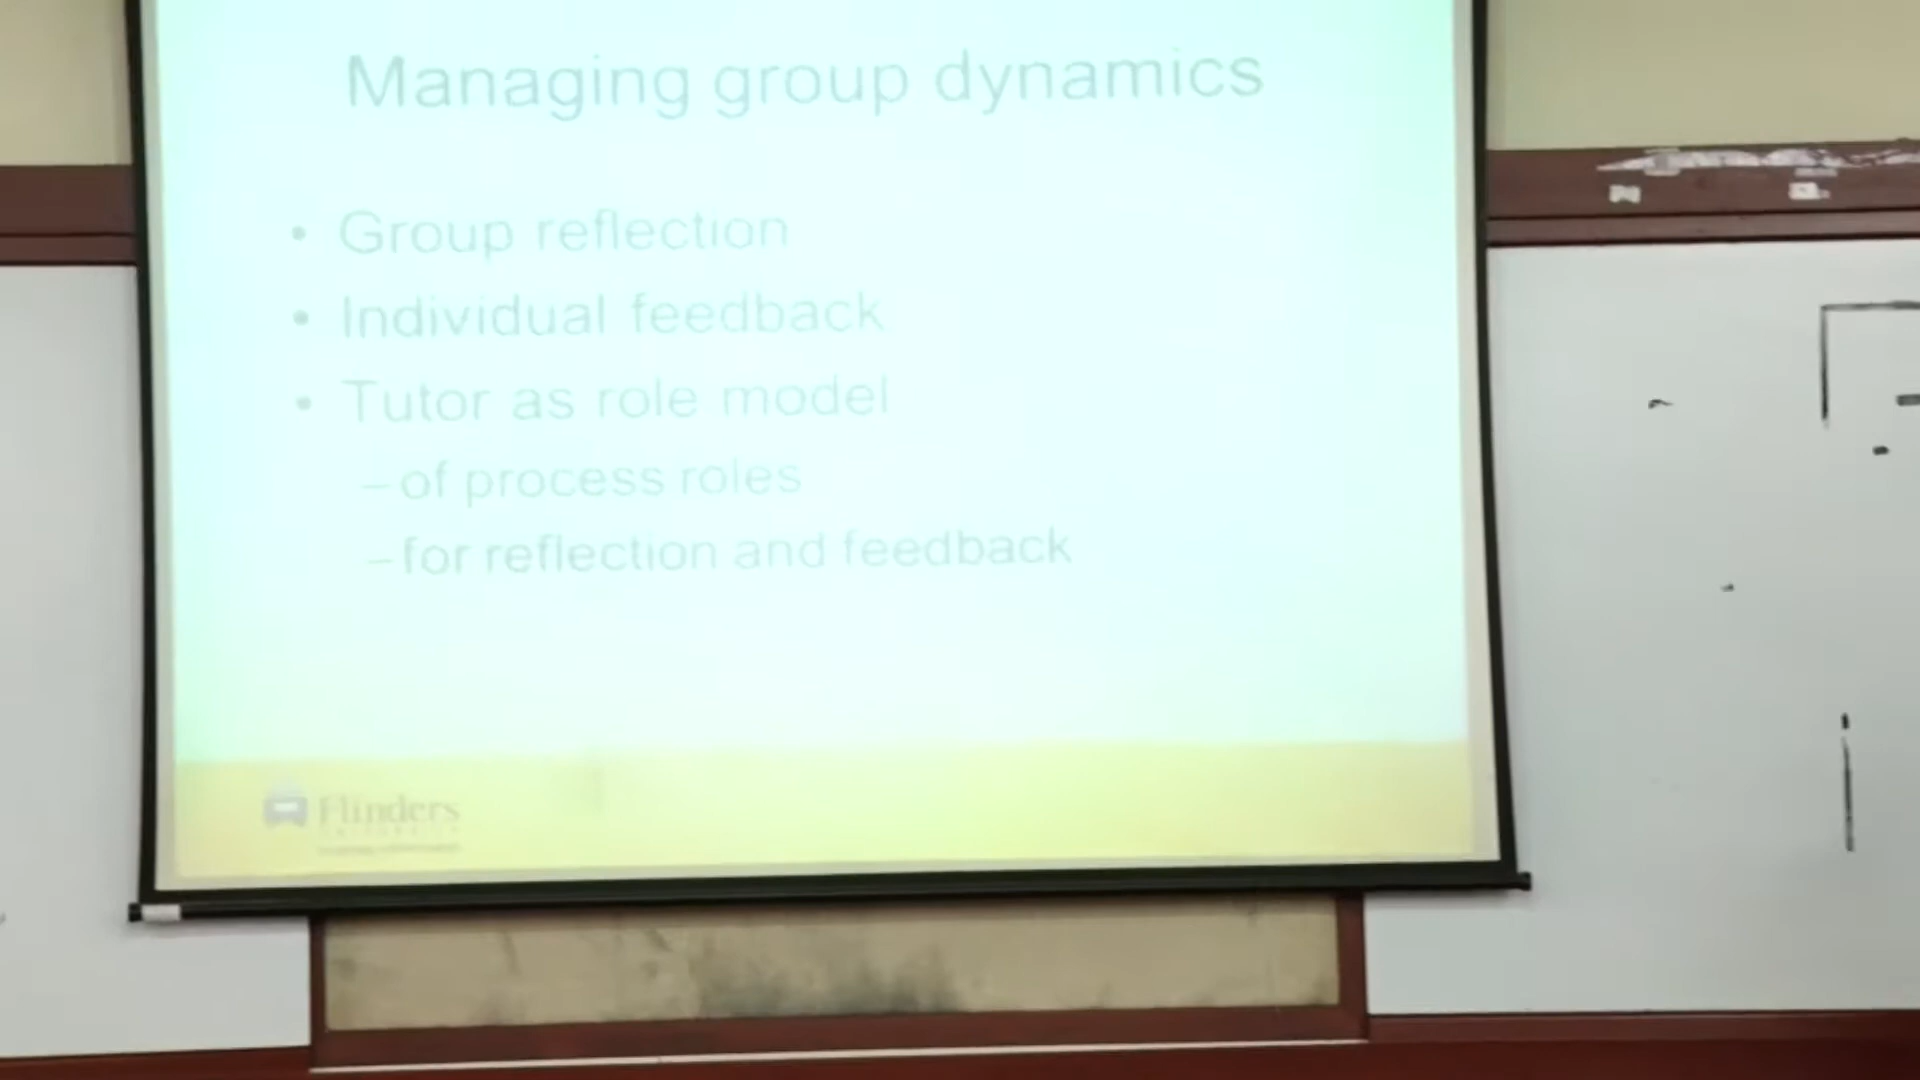 Managing group dynamics
• Group reflection
• Individual feedback
• Tutor as role model
– of process roles
– for reflection and feedback
Flinders